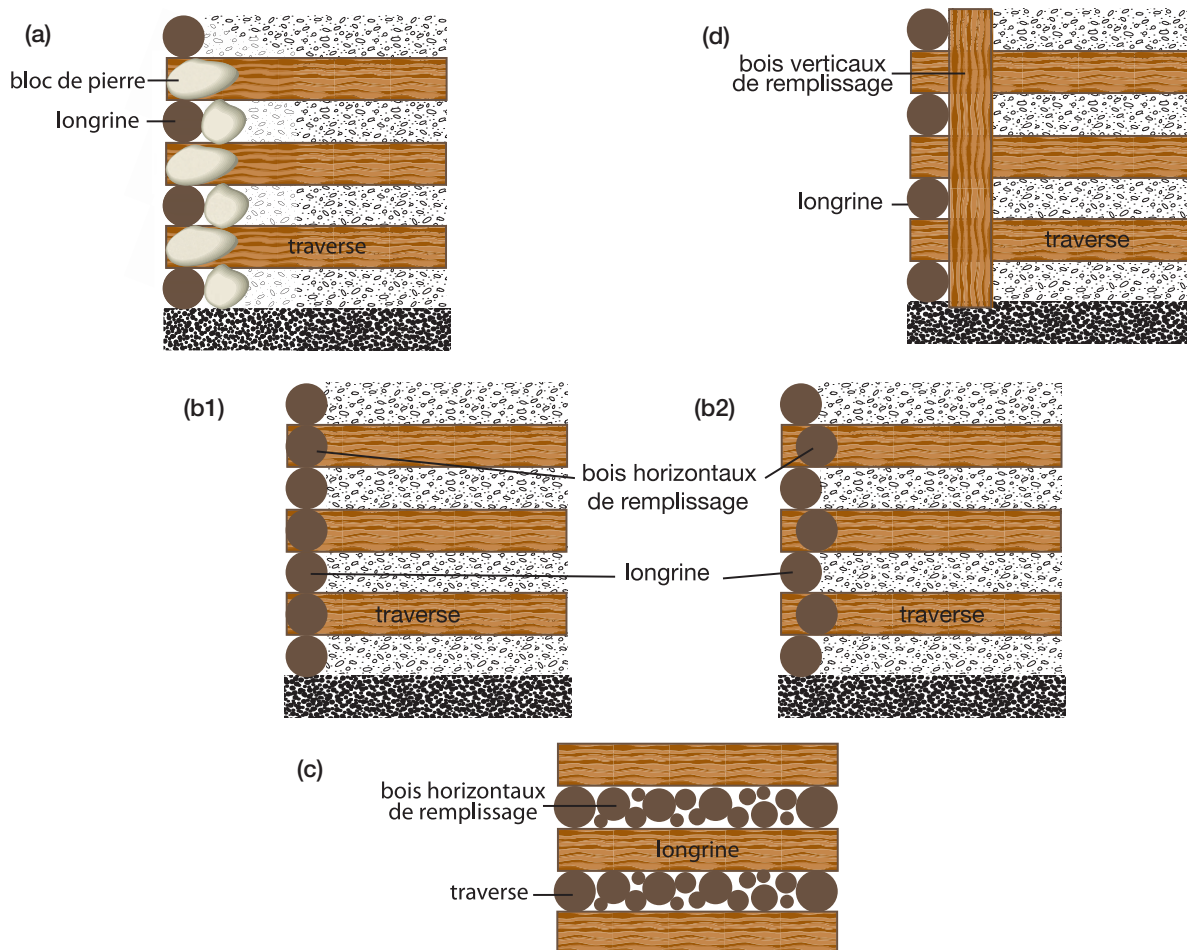 (a)
bloc de pierre
longrine
traverse
(d)
bois verticaux
de remplissage
longrine
traverse
(b1)
(b2)
bois horizontaux
de remplissage
longrine
traverse
traverse
(c)
bois horizontaux
de remplissage
longrine
traverse